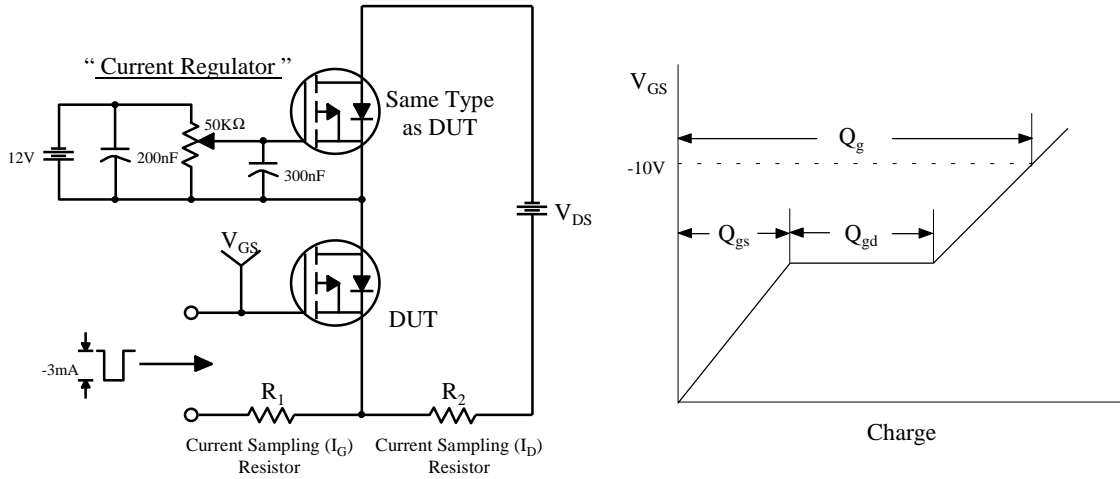 “ Current Regulator ”
Same Type
as DUT
50KΩ
12V
200nF
300nF
V_DS
V_GS
DUT
-3mA
R_1
R_2
Current Sampling (I_G)
Resistor
Current Sampling (I_D)
Resistor
V_GS
Q_g
-10V
Q_gs
Q_gd
Charge